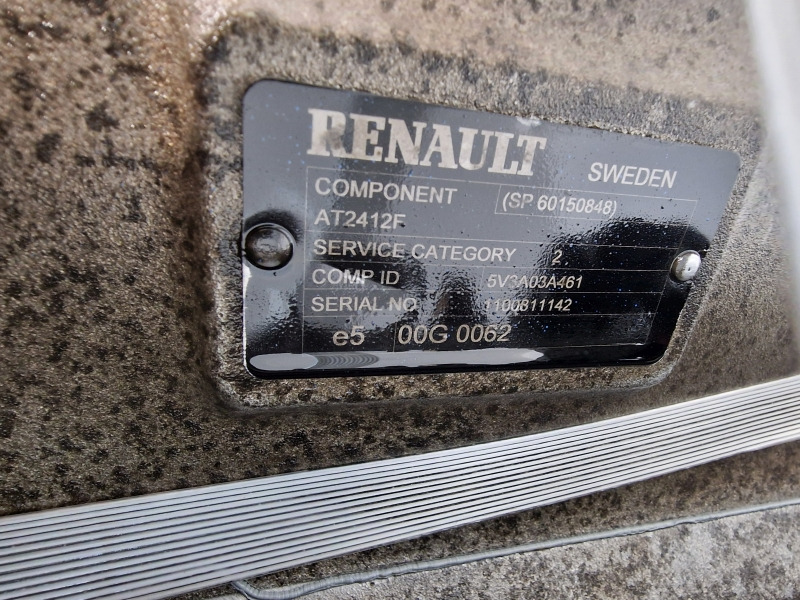 RENAULT SWEDEN
COMPONENT (SP 60150848)
AT2412F
SERVICE CATEGORY 2
COMP ID 5V3A03A461
SERIAL NO 1100811142
e5 00G 0062